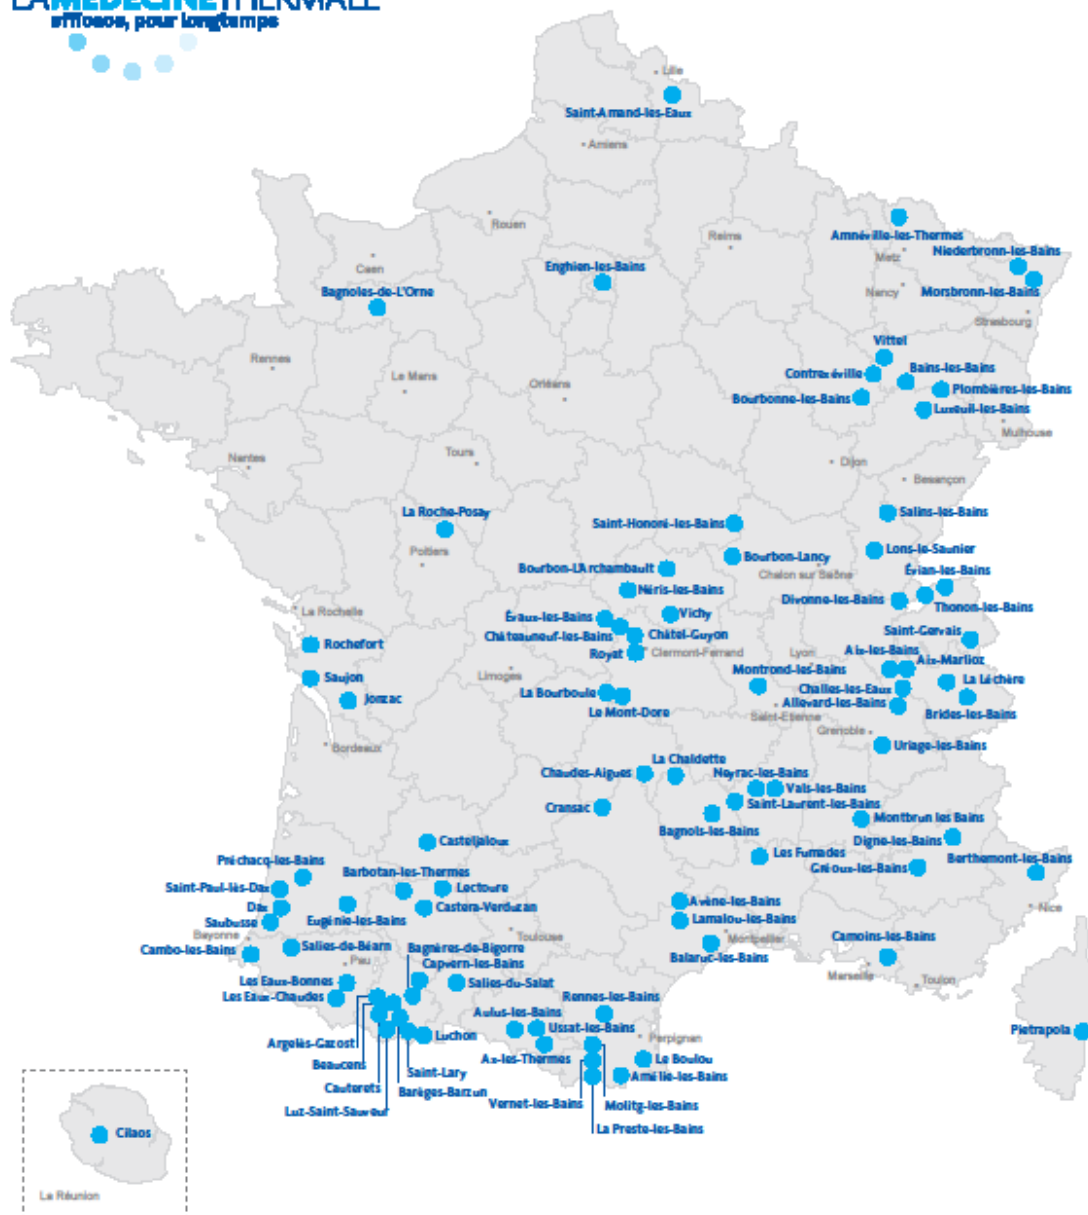 LA MÉDECINE THERMALE
efficace, pour longtemps
Lille
Saint-Amand-les-Eaux
Amiens
Rouen
Reims
Amnéville-les-Thermes
Metz
Niederbronn-les-Bains
Caen
Enghien-les-Bains
Bagnoles-de-L'Orne
Nancy
Morsbronn-les-Bains
Strasbourg
Vittel
Rennes
Contrexéville
Bains-les-Bains
Le Mans
Orléans
Plombières-les-Bains
Bourbonne-les-Bains
Luxeuil-les-Bains
Mulhouse
Nantes
Tours
Dijon
Besançon
La Roche-Posay
Saint-Honoré-les-Bains
Salins-les-Bains
Poitiers
Bourbon-Lancy
Lons-le-Saunier
Bourbon-L'Archambault
Chalon sur Saône
Évian-les-Bains
Néris-les-Bains
Divonne-les-Bains
Thonon-les-Bains
La Rochelle
Évaux-les-Bains
Vichy
Châteauneuf-les-Bains
Châtel-Guyon
Saint-Gervais
Rochefort
Royat
Clermont-Ferrand
Lyon
Aix-les-Bains
Aix-Marlioz
Limoges
Montrond-les-Bains
Saujon
La Léchère
Jonzac
La Bourboule
Challes-les-Eaux
Allevard-les-Bains
Le Mont-Dore
Saint-Etienne
Brides-les-Bains
Grenoble
Bordeaux
Uriage-les-Bains
La Chaldette
Chaudes-Aigues
Neyrac-les-Bains
Vals-les-Bains
Cransac
Saint-Laurent-les-Bains
Montbrun les Bains
Bagnols-les-Bains
Digne-les-Bains
Casteljaloux
Les Fumades
Berthemont-les-Bains
Préchacq-les-Bains
Gréoux-les-Bains
Barbotan-les-Thermes
Saint-Paul-lès-Dax
Lectoure
Dax
Avène-les-Bains
Castera-Verduzan
Nice
Saubusse
Eugénie-les-Bains
Lamalou-les-Bains
Bayonne
Toulouse
Montpellier
Camoins-les-Bains
Cambo-les-Bains
Salies-de-Béarn
Bagnères-de-Bigorre
Balaruc-les-Bains
Pau
Capvern-les-Bains
Marseille
Toulon
Les Eaux-Bonnes
Salies-du-Salat
Les Eaux-Chaudes
Rennes-les-Bains
Aulus-les-Bains
Ussat-les-Bains
Pietrapola
Luchon
Perpignan
Argelès-Gazost
Ax-les-Thermes
Le Boulou
Beaucens
Saint-Lary
Amélie-les-Bains
Cauterets
Barèges-Barzun
Vernet-les-Bains
Molitg-les-Bains
Luz-Saint-Sauveur
La Preste-les-Bains
Cilaos
La Réunion